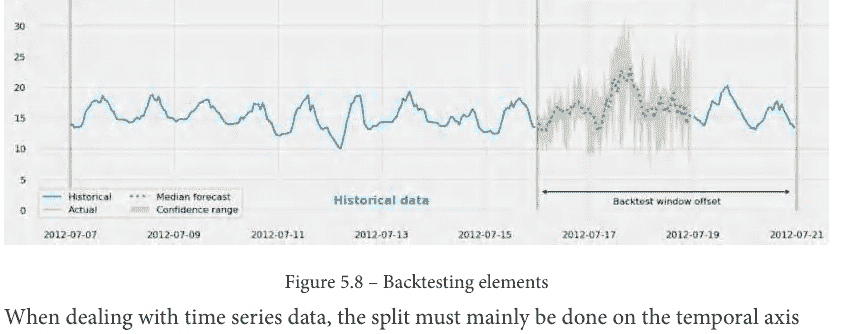 30
25
20
15
10
5
0
Historical
Actual
Median forecast
Confidence range
Historical data
Backtest window offset
2012-07-07 2012-07-09 2012-07-11 2012-07-13 2012-07-15 2012-07-17 2012-07-19 2012-07-21
Figure 5.8 – Backtesting elements
When dealing with time series data, the split must mainly be done on the temporal axis